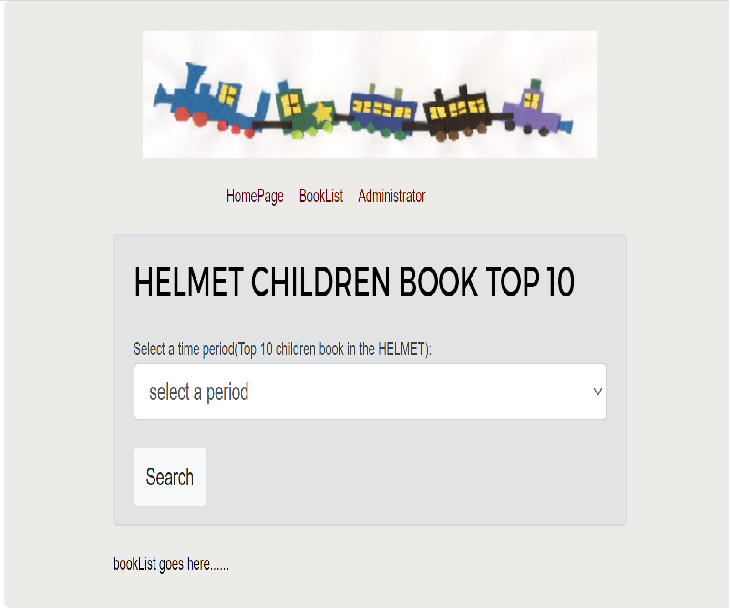 HomePage BookList Administrator
HELMET CHILDREN BOOK TOP 10
Select a time period(Top 10 children book in the HELMET):
select a period
Search
bookList goes here......